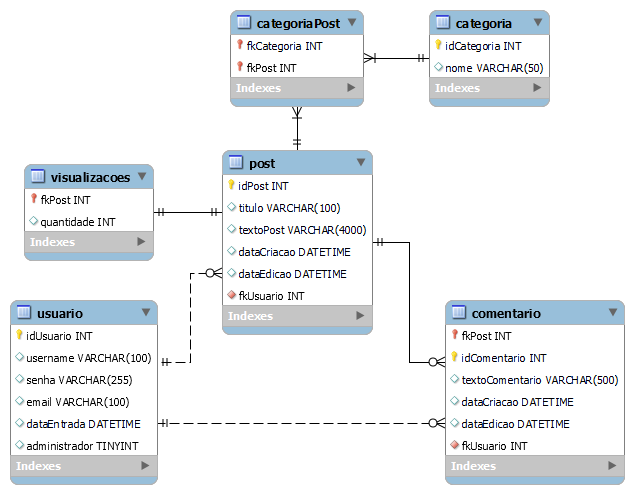 categoriaPost
fkCategoria INT
fkPost INT
Indexes
categoria
idCategoria INT
nome VARCHAR(50)
Indexes
visualizacoes
fkPost INT
quantidade INT
Indexes
post
idPost INT
titulo VARCHAR(100)
textoPost VARCHAR(4000)
dataCriacao DATETIME
dataEdicao DATETIME
fkUsuario INT
Indexes
usuario
idUsuario INT
username VARCHAR(100)
senha VARCHAR(255)
email VARCHAR(100)
dataEntrada DATETIME
administrador TINYINT
Indexes
comentario
fkPost INT
idComentario INT
textoComentario VARCHAR(500)
dataCriacao DATETIME
dataEdicao DATETIME
fkUsuario INT
Indexes